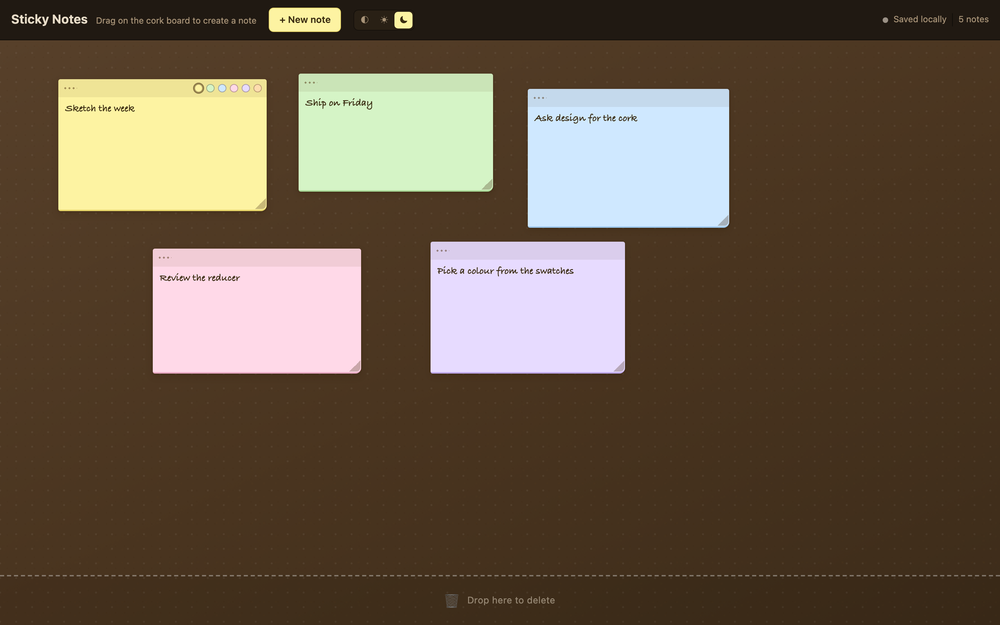 Sticky Notes
Drag on the cork board to create a note
+ New note
Saved locally
5 notes
Sketch the week
Ship on Friday
Ask design for the cork
Review the reducer
Pick a colour from the swatches
Drop here to delete